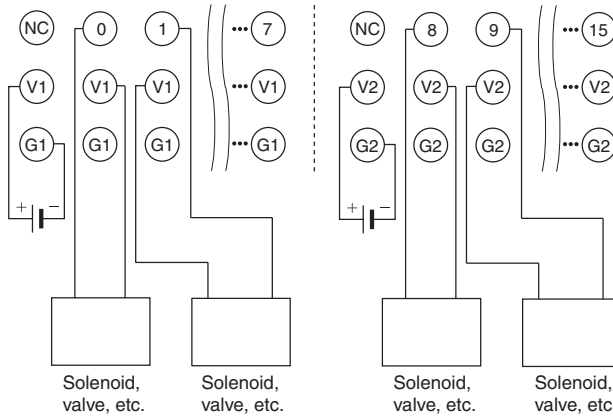 NC 0 1 ••• 7 NC 8 9 ••• 15
V1 V1 V1 ••• V1 V2 V2 V2 ••• V2
G1 G1 G1 ••• G1 G2 G2 G2 ••• G2
+ − + −
Solenoid, valve, etc.
Solenoid, valve, etc.
Solenoid, valve, etc.
Solenoid, valve, etc.